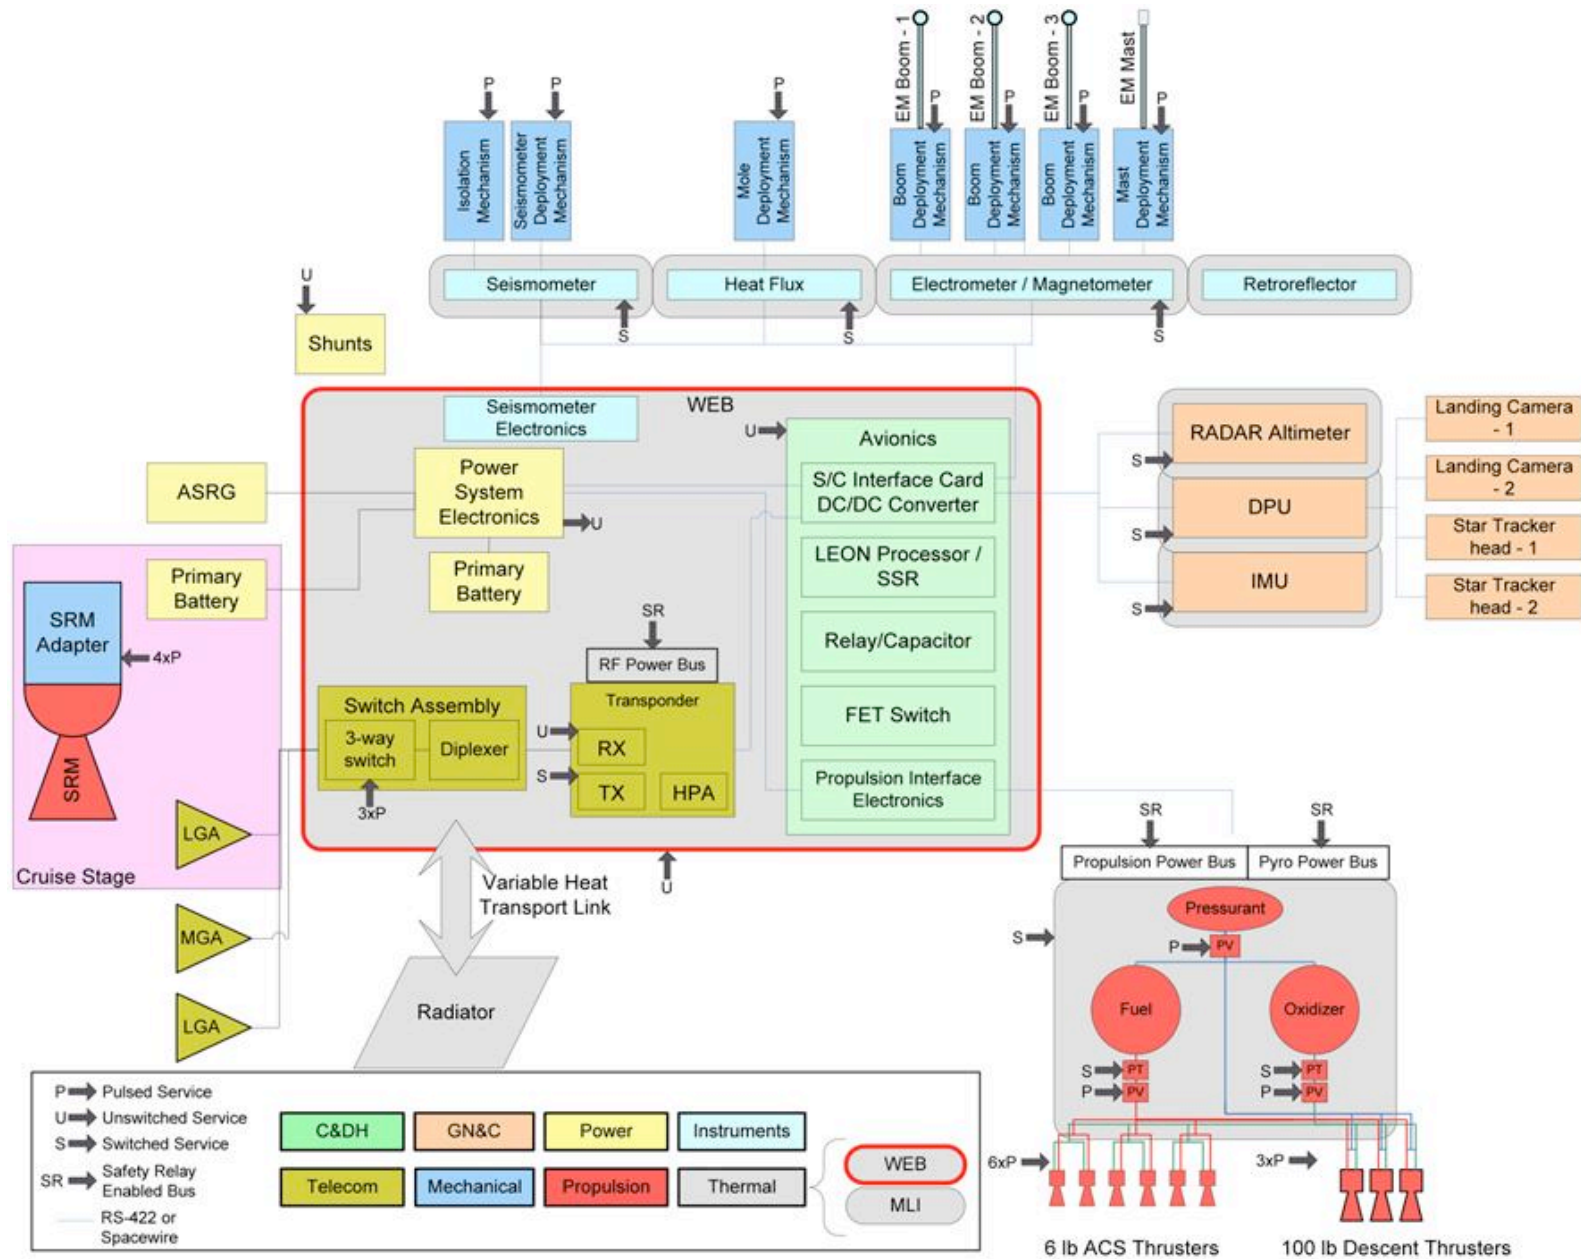 EM Boom - 1
EM Boom - 2
EM Boom - 3
EM Mast
P
P
P
P
P
P
P
Isolation
Mechanism
Seismometer
Deployment
Mechanism
Mole
Deployment
Mechanism
Boom
Deployment
Mechanism
Boom
Deployment
Mechanism
Boom
Deployment
Mechanism
Mast
Deployment
Mechanism
Seismometer
Heat Flux
Electrometer / Magnetometer
Retroreflector
S
S
S
U
Shunts
WEB
Seismometer
Electronics
Power
System
Electronics
U
Primary
Battery
ASRG
Primary
Battery
SRM
Adapter
4xP
SRM
LGA
Cruise Stage
MGA
LGA
Switch Assembly
3-way
switch
Diplexer
3xP
SR
RF Power Bus
Transponder
U
RX
S
TX
HPA
U
Avionics
S/C Interface Card
DC/DC Converter
LEON Processor /
SSR
Relay/Capacitor
FET Switch
Propulsion Interface
Electronics
U
Variable Heat
Transport Link
Radiator
RADAR Altimeter
S
DPU
S
IMU
S
Landing Camera
- 1
Landing Camera
- 2
Star Tracker
head - 1
Star Tracker
head - 2
SR
SR
Propulsion Power Bus
Pyro Power Bus
Pressurant
S
P
PV
Fuel
Oxidizer
S
PT
P
PV
S
PT
P
PV
6xP
3xP
6 lb ACS Thrusters
100 lb Descent Thrusters
P
Pulsed Service
U
Unswitched Service
S
Switched Service
SR
Safety Relay
Enabled Bus
RS-422 or
Spacewire
C&DH
GN&C
Power
Instruments
Telecom
Mechanical
Propulsion
Thermal
WEB
MLI